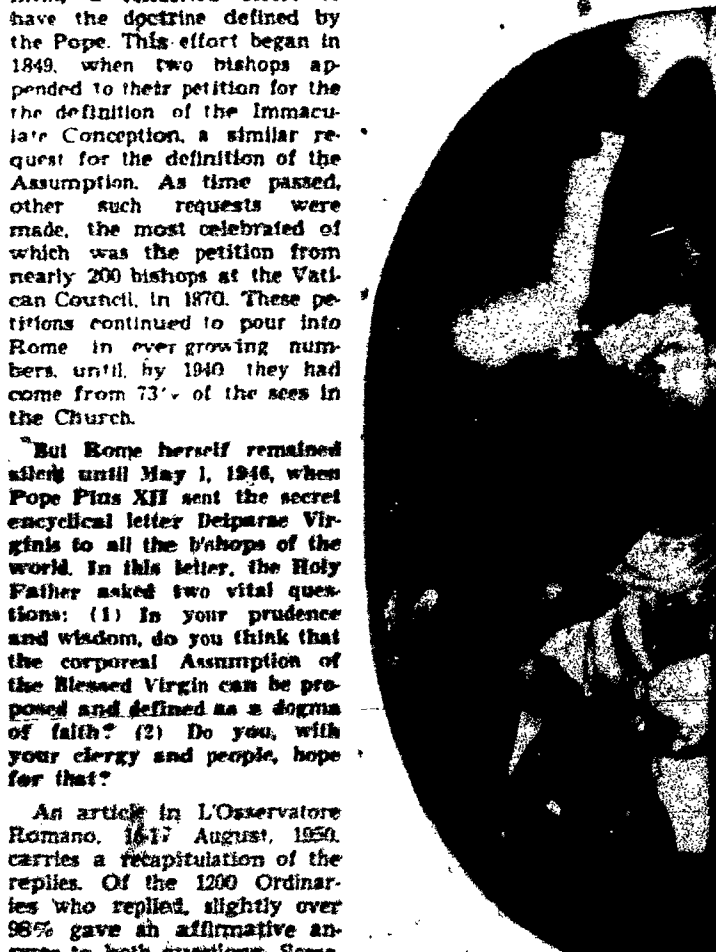 have the doctrine defined by
the Pope. This effort began in
1849, when two bishops ap-
pended to their petition for the
the definition of the Immacu-
late Conception, a similar re-
quest for the definition of the
Assumption. As time passed,
other such requests were
made, the most celebrated of
which was the petition from
nearly 200 bishops at the Vati-
can Council, in 1870. These pe-
titions continued to pour into
Rome in ever growing num-
bers, until, by 1940 they had
come from 73% of the sees in
the Church.
"But Rome herself remained
silent until May 1, 1946, when
Pope Pius XII sent the secret
encyclical letter Deiparae Vir-
ginis to all the bishops of the
world. In this letter, the Holy
Father asked two vital ques-
tions: (1) In your prudence
and wisdom, do you think that
the corporeal Assumption of
the Blessed Virgin can be pro-
posed and defined as a dogma
of faith? (2) Do you, with
your clergy and people, hope
for that?
An article in L'Osservatore
Romano, 16-17 August, 1950,
carries a recapitulation of the
replies. Of the 1200 Ordinar-
ies who replied, slightly over
98% gave an affirmative an-